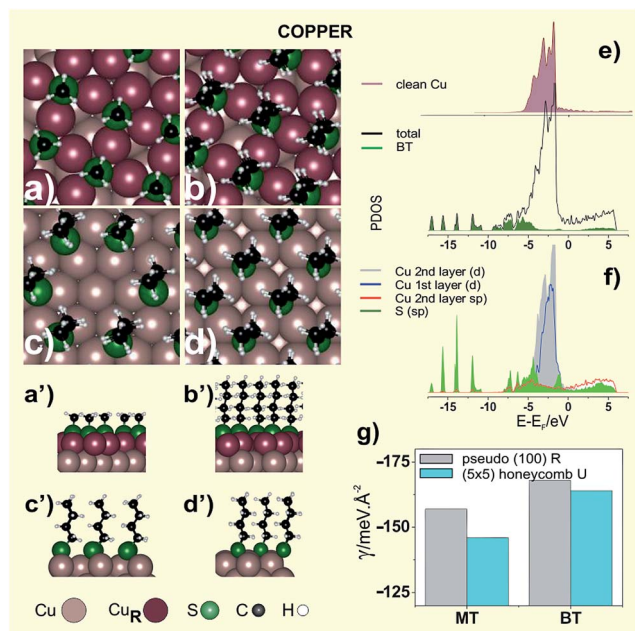 COPPER
a)
b)
c)
d)
a')
b')
c')
d')
Cu CuR S C H
e)
clean Cu
total
BT
PDOS
-15 -10 -5 0 5
f)
Cu 2nd layer (d)
Cu 1st layer (d)
Cu 2nd layer sp)
S (sp)
-15 -10 -5 0 5
E-EF/eV
g)
pseudo (100) R
(5x5) honeycomb U
γ/meV.Å-2
-175
-150
-125
MT BT